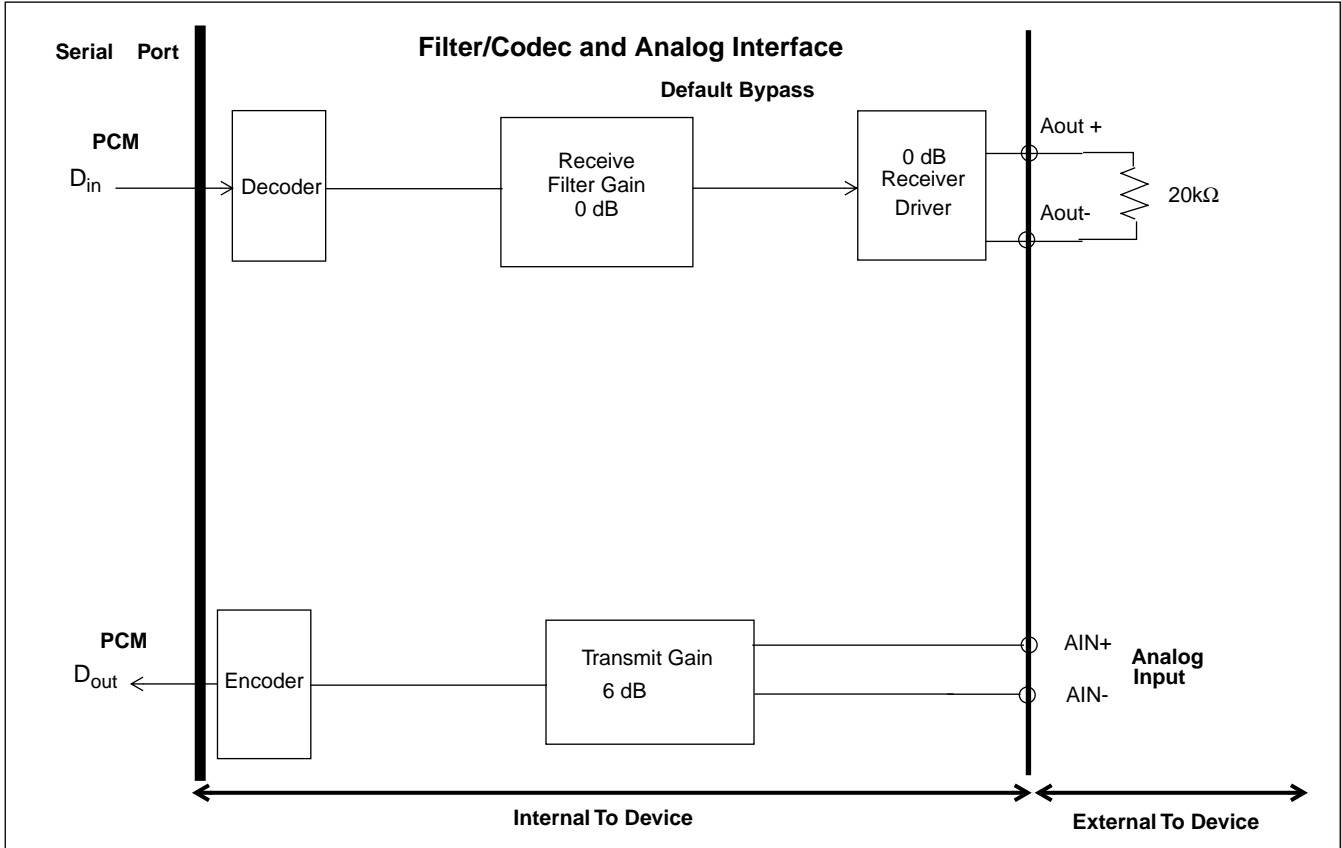 Serial Port
Filter/Codec and Analog Interface
Default Bypass
PCM
Din
Decoder
Receive
Filter Gain
0 dB
0 dB
Receiver
Driver
Aout +
Aout-
20kΩ
PCM
Dout
Encoder
Transmit Gain
6 dB
AIN+
AIN-
Analog
Input
Internal To Device
External To Device